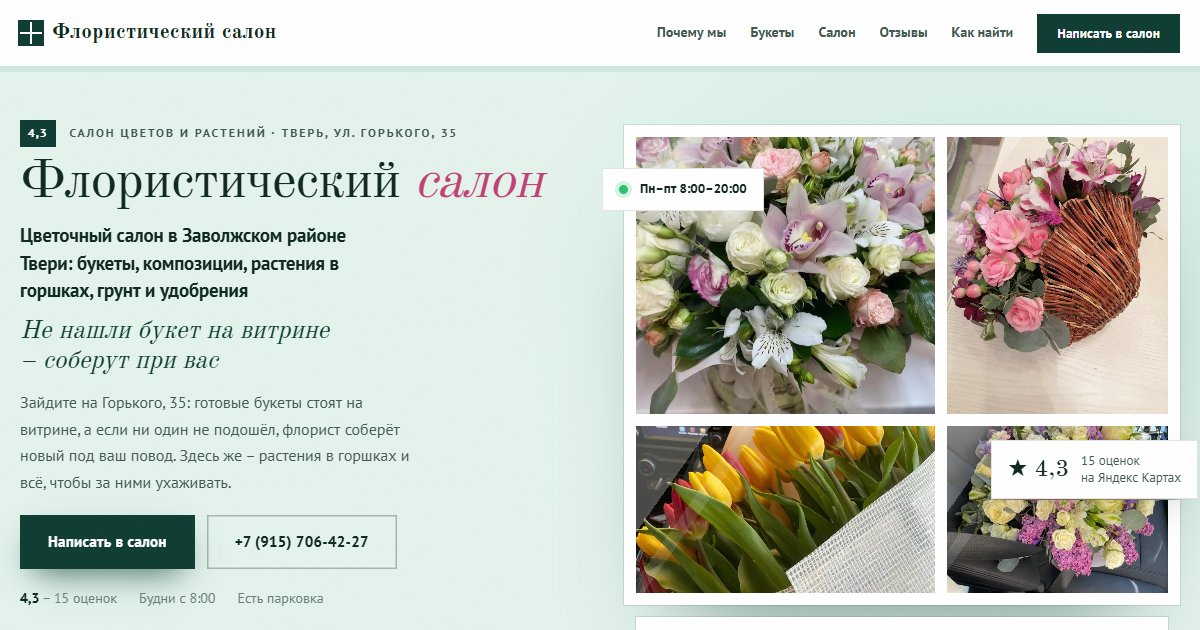 Флористический салон
Почему мы
Букеты
Салон
Отзывы
Как найти
Написать в салон
4,3
САЛОН ЦВЕТОВ И РАСТЕНИЙ · ТВЕРЬ, УЛ. ГОРЬКОГО, 35
Флористический салон
Цветочный салон в Заволжском районе
Твери: букеты, композиции, растения в
горшках, грунт и удобрения
Не нашли букет на витрине
– соберут при вас
Зайдите на Горького, 35: готовые букеты стоят на
витрине, а если ни один не подошёл, флорист соберёт
новый под ваш повод. Здесь же – растения в горшках и
всё, чтобы за ними ухаживать.
Написать в салон
+7 (915) 706-42-27
4,3 – 15 оценок
Будни с 8:00
Есть парковка
Пн–пт 8:00–20:00
★ 4,3
15 оценок
на Яндекс Картах